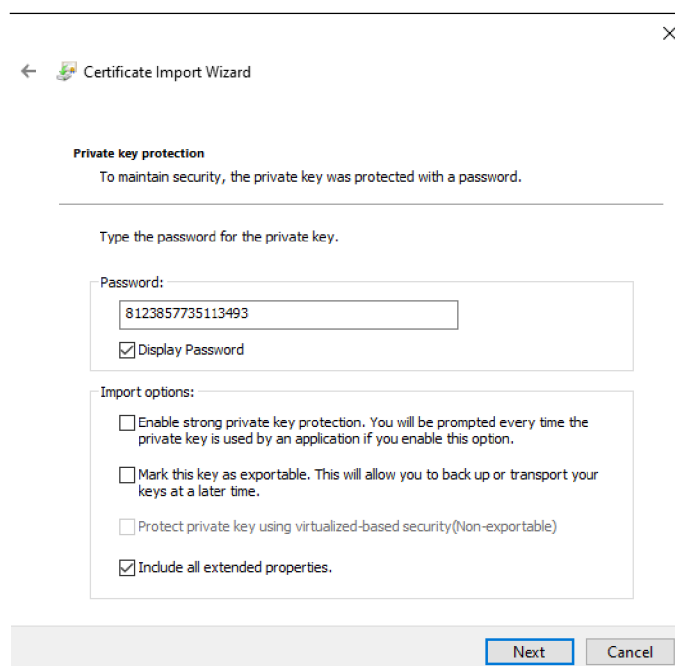 Certificate Import Wizard
Private key protection
To maintain security, the private key was protected with a password.
Type the password for the private key.
Password:
8123857735113493
Display Password
Import options:
Enable strong private key protection. You will be prompted every time the
private key is used by an application if you enable this option.
Mark this key as exportable. This will allow you to back up or transport your
keys at a later time.
Protect private key using virtualized-based security(Non-exportable)
Include all extended properties.
Next
Cancel